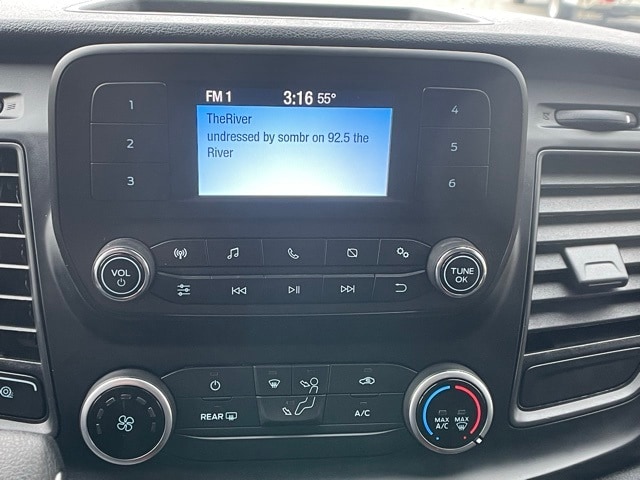 FM 1 3:16 55°
TheRiver
undressed by sombr on 92.5 the
River
1
2
3
4
5
6
VOL
TUNE
OK
REAR
A/C
MAX
A/C
MAX